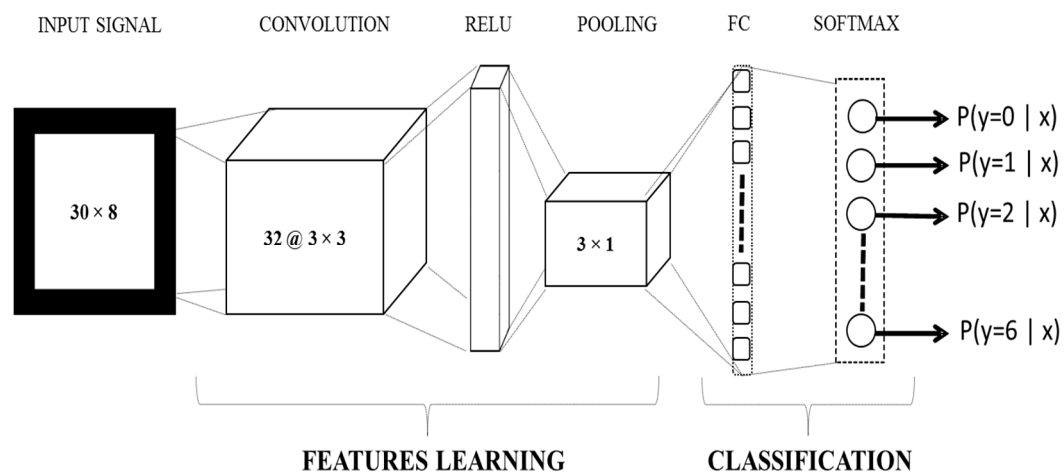 INPUT SIGNAL CONVOLUTION RELU POOLING FC SOFTMAX
30 × 8
32 @ 3 × 3
3 × 1
P(y=0 | x)
P(y=1 | x)
P(y=2 | x)
P(y=6 | x)
FEATURES LEARNING CLASSIFICATION